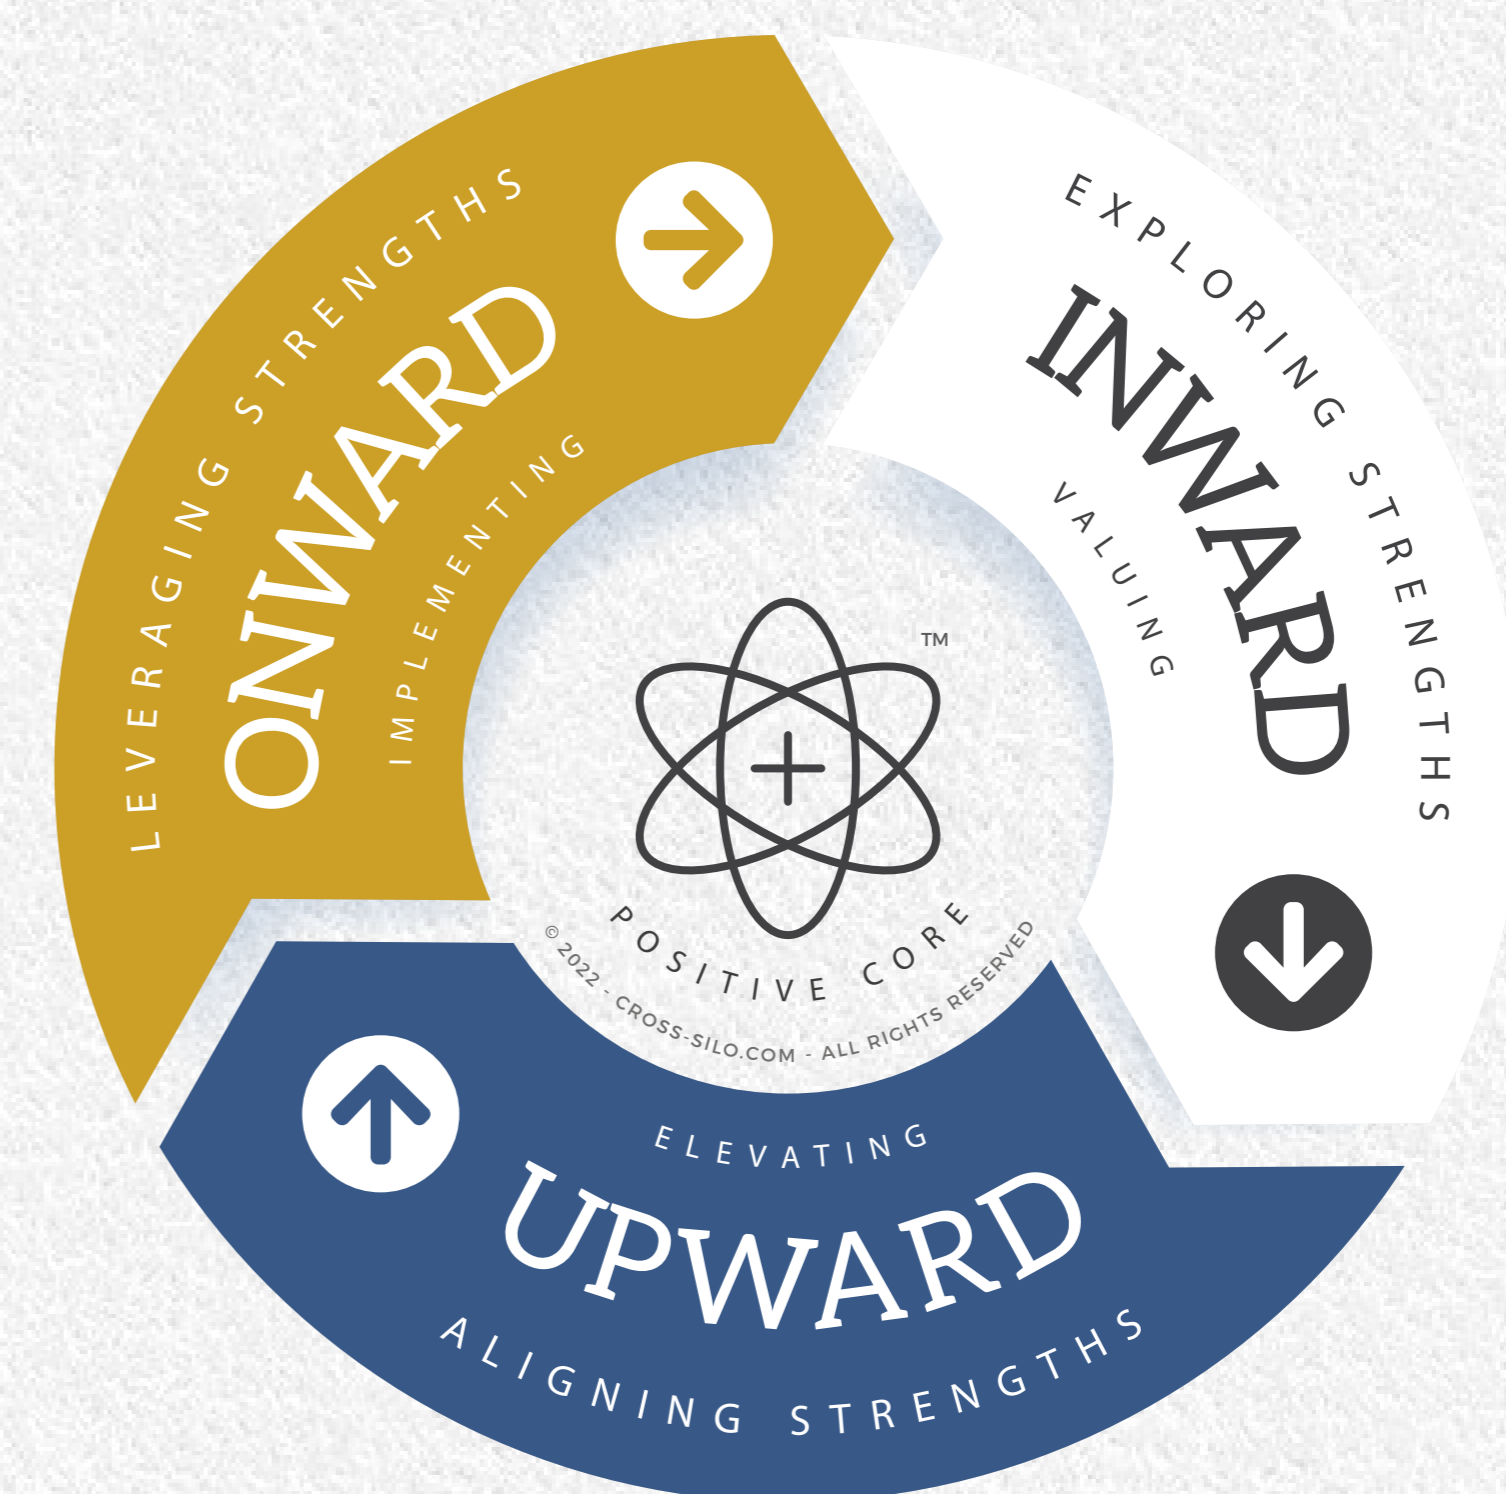 LEVERAGING STRENGTHS
ONWARD
IMPLEMENTING
EXPLORING STRENGTHS
INWARD
VALUING
TM
POSITIVE CORE
© 2022 - CROSS-SILO.COM - ALL RIGHTS RESERVED
ELEVATING
UPWARD
ALIGNING STRENGTHS